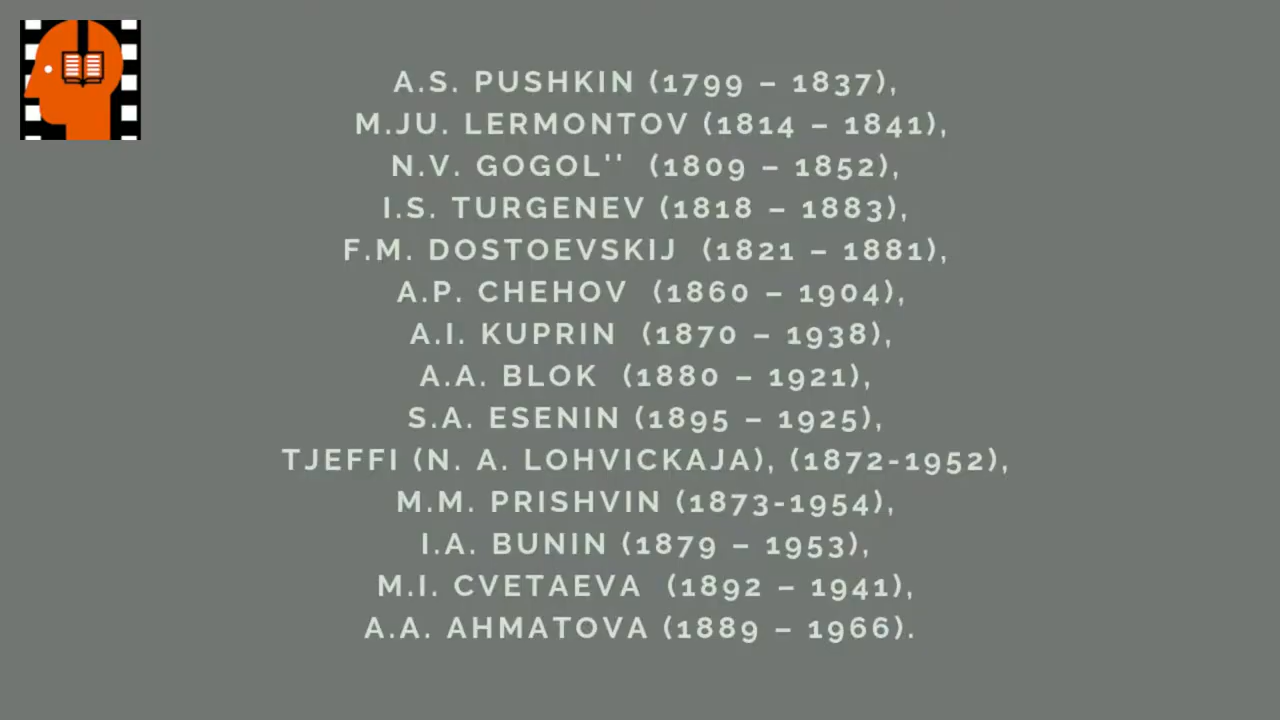 A.S. PUSHKIN (1799 – 1837),
M.JU. LERMONTOV (1814 – 1841),
N.V. GOGOL'' (1809 – 1852),
I.S. TURGENEV (1818 – 1883),
F.M. DOSTOEVSKIJ (1821 – 1881),
A.P. CHEHOV (1860 – 1904),
A.I. KUPRIN (1870 – 1938),
A.A. BLOK (1880 – 1921),
S.A. ESENIN (1895 – 1925),
TJEFFI (N. A. LOHVICKAJA), (1872-1952),
M.M. PRISHVIN (1873-1954),
I.A. BUNIN (1879 – 1953),
M.I. CVETAEVA (1892 – 1941),
A.A. AHMATOVA (1889 – 1966).